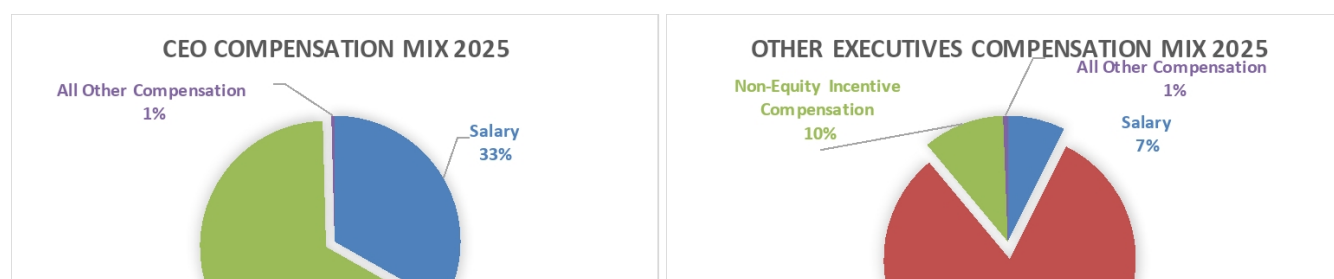 CEO COMPENSATION MIX 2025
All Other Compensation
1%
Salary
33%
OTHER EXECUTIVES COMPENSATION MIX 2025
All Other Compensation
1%
Non-Equity Incentive
Compensation
10%
Salary
7%